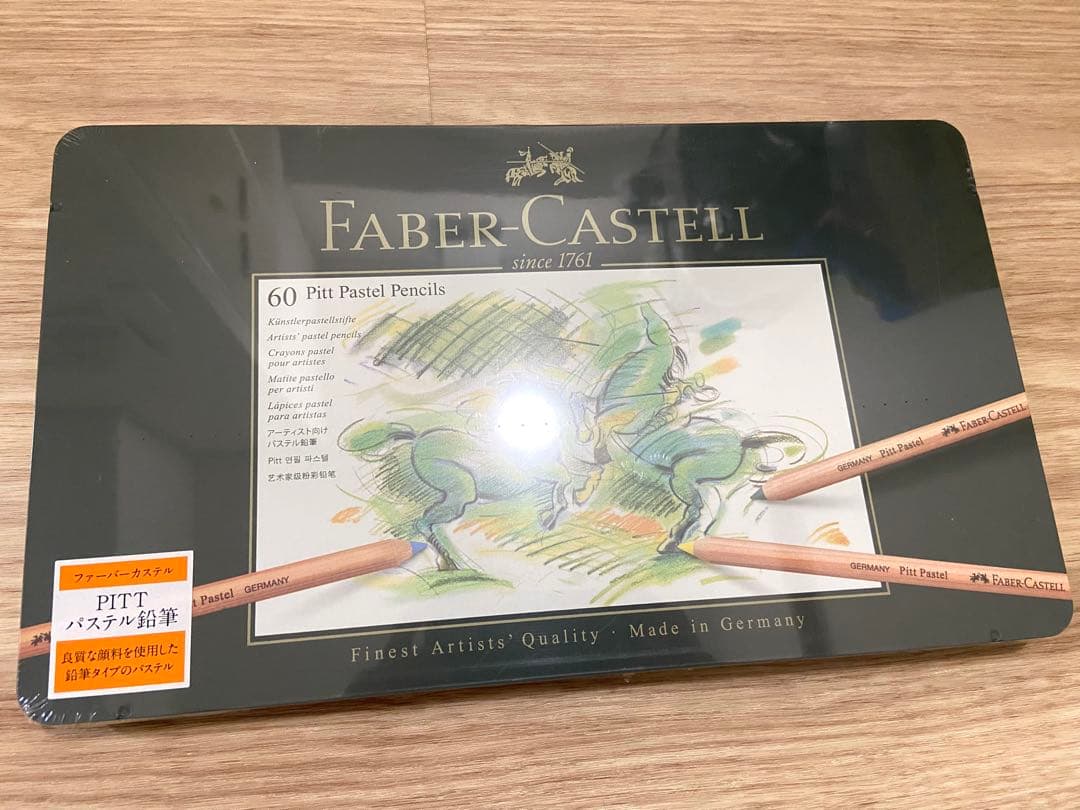 FABER-CASTELL
since 1761
60 Pitt Pastel Pencils
Künstlerpastellstifte
Artists' pastel pencils
Crayons pastel
pour artistes
Matite pastello
per artisti
Lápices pastel
para artistas
アーティスト向け
パステル鉛筆
Pitt 연필 파스텔
艺术家级粉彩铅笔
GERMANY Pitt Pastel FABER-CASTELL
GERMANY Pitt Pastel FABER-CASTELL
Pastel GERMANY
ファーバーカステル
PITT
パステル鉛筆
良質な顔料を使用した
鉛筆タイプのパステル
Finest Artists' Quality · Made in Germany